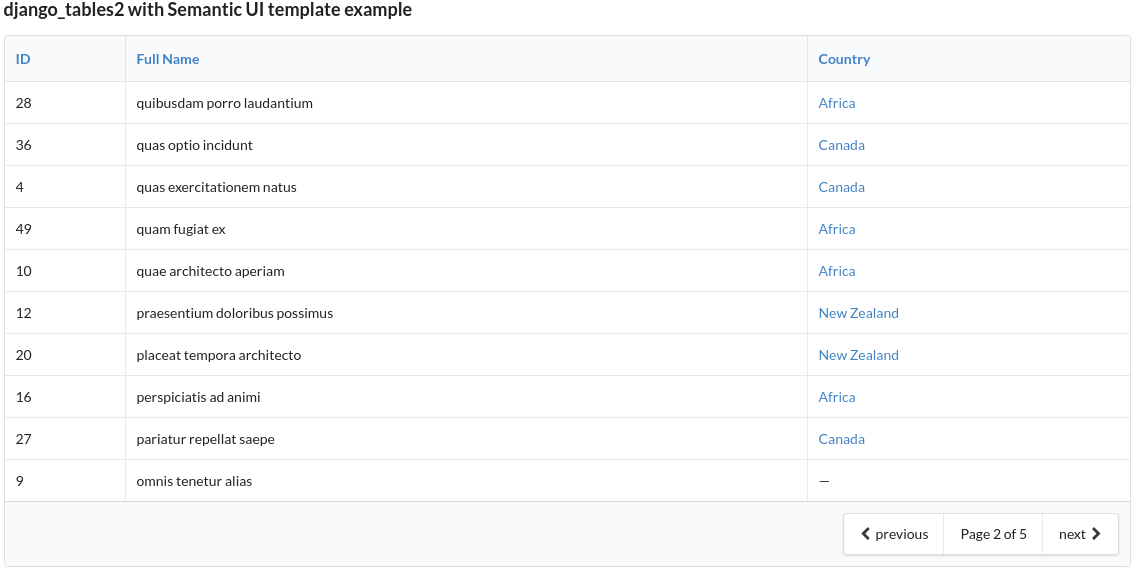 django_tables2 with Semantic UI template example
ID Full Name Country
28 quibusdam porro laudantium Africa
36 quas optio incidunt Canada
4 quas exercitationem natus Canada
49 quam fugiat ex Africa
10 quae architecto aperiam Africa
12 praesentium doloribus possimus New Zealand
20 placeat tempora architecto New Zealand
16 perspiciatis ad animi Africa
27 pariatur repellat saepe Canada
9 omnis tenetur alias —
previous Page 2 of 5 next